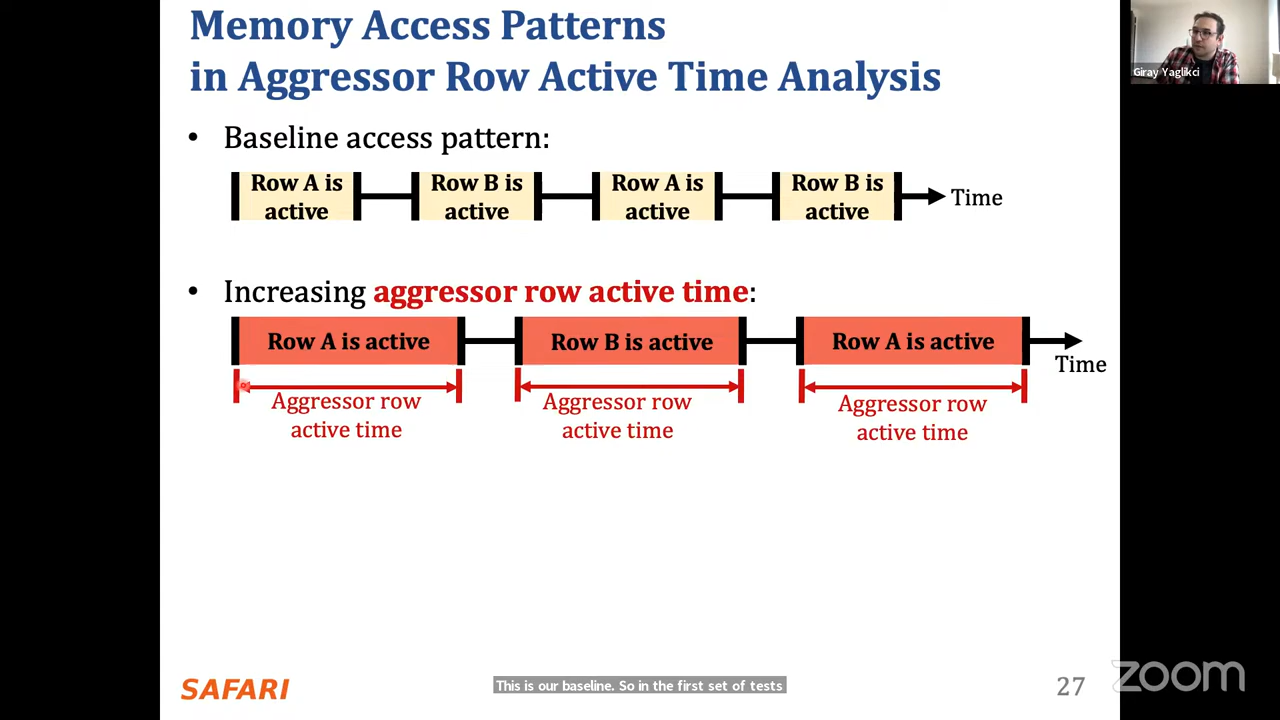 Memory Access Patterns
in Aggressor Row Active Time Analysis
Giray Yaglikci
• Baseline access pattern:
Row A is
active
Row B is
active
Row A is
active
Row B is
active
Time
• Increasing aggressor row active time:
Row A is active
Row B is active
Row A is active
Time
Aggressor row
active time
Aggressor row
active time
Aggressor row
active time
SAFARI
This is our baseline. So in the first set of tests
27
zoom